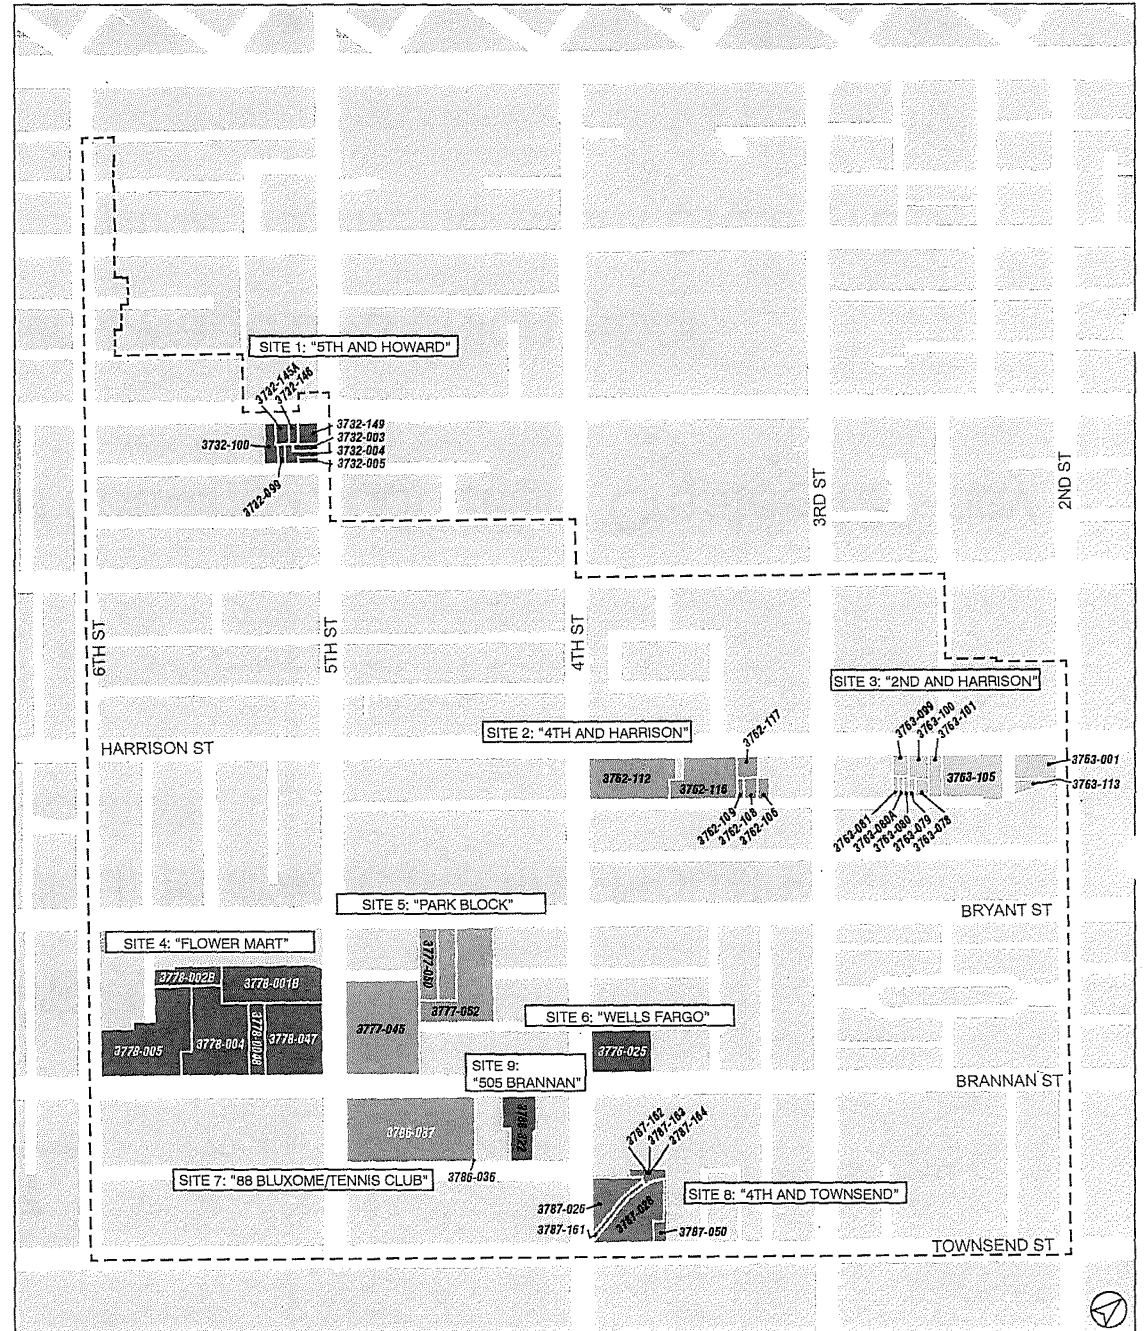 SITE 1: "5TH AND HOWARD"
3732-145A
3732-146
3732-149
3732-003
3732-100
3732-004
3732-005
3732-099
3RD ST
2ND ST
6TH ST
5TH ST
4TH ST
SITE 3: "2ND AND HARRISON"
3763-099
3763-100
3763-101
SITE 2: "4TH AND HARRISON"
3762-117
HARRISON ST
3763-001
3762-112
3762-116
3763-105
3763-113
3762-109
3762-108
3762-106
3763-081
3763-080A
3763-080
3763-079
3763-078
SITE 5: "PARK BLOCK"
BRYANT ST
SITE 4: "FLOWER MART"
3778-002B
3778-001B
3777-050
3777-052
SITE 6: "WELLS FARGO"
3777-045
3778-005
3778-004
3778-004B
3778-047
3776-025
SITE 9:
"505 BRANNAN"
BRANNAN ST
3786-037
3787-162
3787-163
3787-164
SITE 7: "88 BLUXOME/TENNIS CLUB"
3786-036
SITE 8: "4TH AND TOWNSEND"
3787-026
3787-028
3787-161
3787-050
TOWNSEND ST